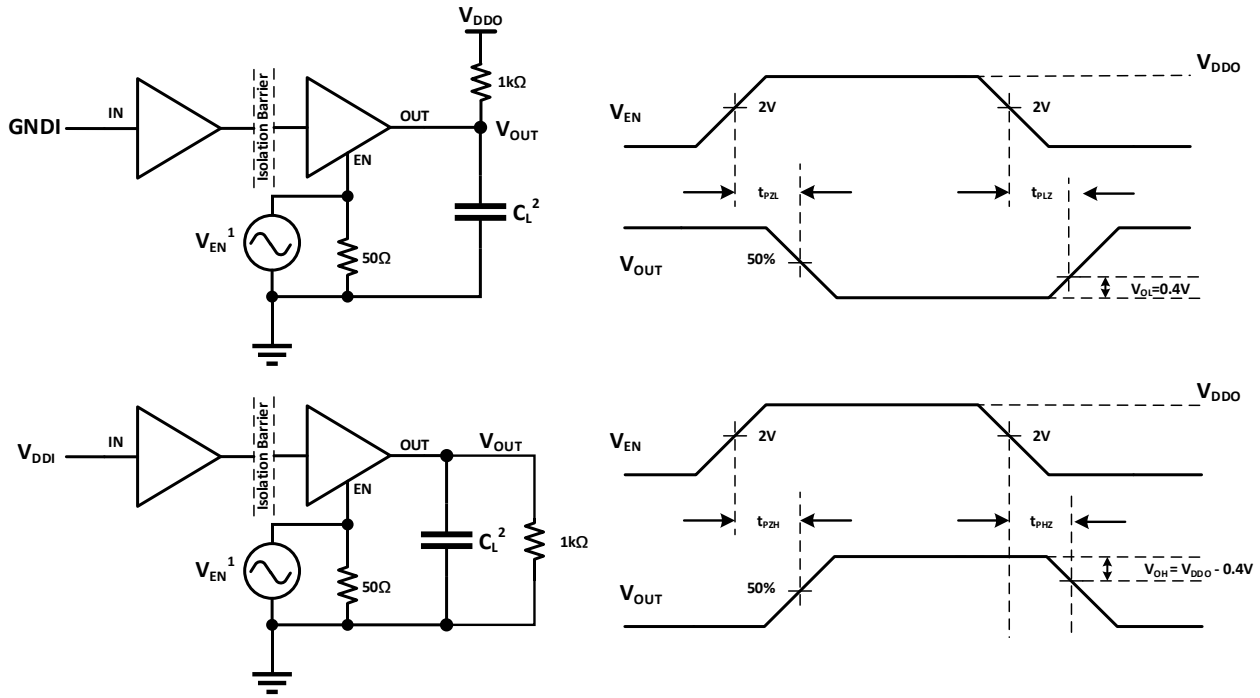 VDDO
1kΩ
IN
GNDI
Isolation Barrier
OUT
VOUT
EN
VEN1
50Ω
CL2
VDDO
VEN
2V
2V
tPZL
tPLZ
VOUT
50%
VOL=0.4V
IN
VDDI
Isolation Barrier
OUT
VOUT
EN
VEN1
50Ω
CL2
1kΩ
VDDO
VEN
2V
2V
tPZH
tPHZ
VOUT
50%
VOH = VDDO - 0.4V